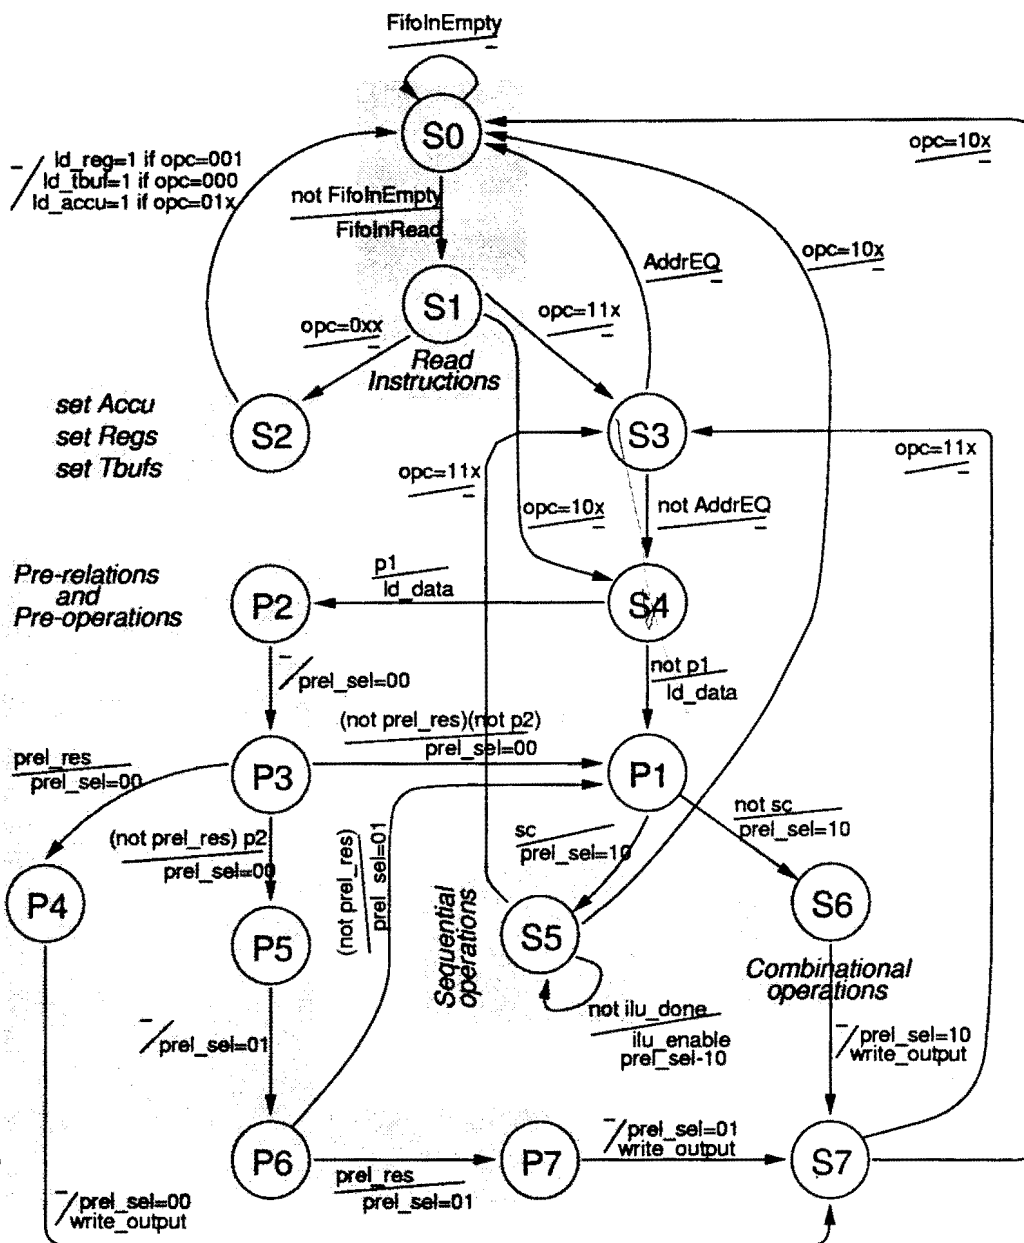 FifoInEmpty
-
S0
opc=10x
-
-
ld_reg=1 if opc=001
ld_tbuf=1 if opc=000
ld_accu=1 if opc=01x
not FifoInEmpty
FifoInRead
AddrEQ
-
opc=10x
-
S1
opc=0xx
-
opc=11x
-
Read
Instructions
set Accu
set Regs
set Tbufs
S2
S3
opc=11x
-
opc=11x
-
opc=10x
-
not AddrEQ
-
Pre-relations
and
Pre-operations
P2
p1
ld_data
S4
-
prel_sel=00
not p1
ld_data
(not prel_res)(not p2)
prel_sel=00
prel_res
prel_sel=00
P3
P1
(not prel_res) p2
prel_sel=00
(not prel_res)
prel_sel=01
sc
prel_sel=10
not sc
prel_sel=10
P4
P5
Sequential
operations
S5
S6
Combinational
operations
not ilu_done
ilu_enable
prel_sel-10
-
prel_sel=01
-
prel_sel=10
write_output
P6
prel_res
prel_sel=01
P7
-
prel_sel=01
write_output
S7
-
prel_sel=00
write_output